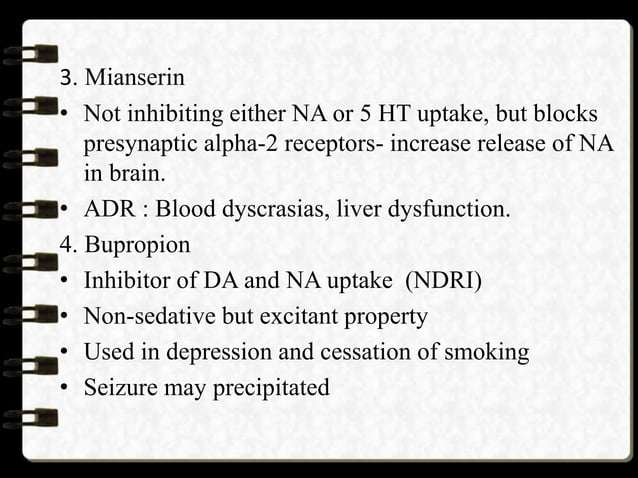 3. Mianserin
• Not inhibiting either NA or 5 HT uptake, but blocks
presynaptic alpha-2 receptors- increase release of NA
in brain.
• ADR : Blood dyscrasias, liver dysfunction.
4. Bupropion
• Inhibitor of DA and NA uptake (NDRI)
• Non-sedative but excitant property
• Used in depression and cessation of smoking
• Seizure may precipitated